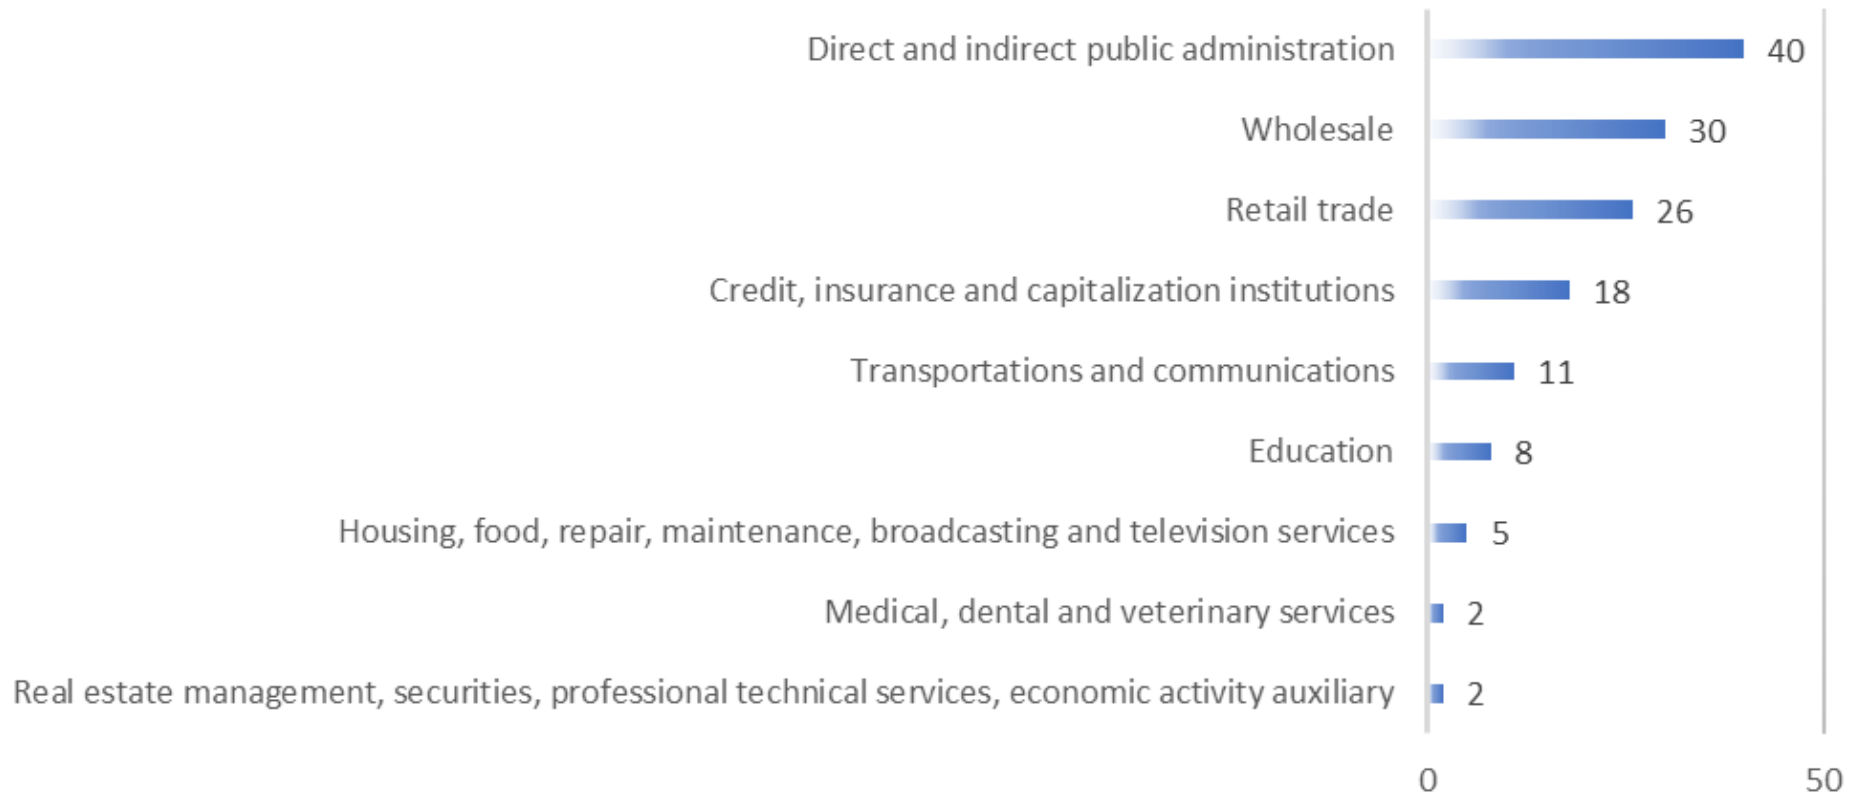 Direct and indirect public administration 40
Wholesale 30
Retail trade 26
Credit, insurance and capitalization institutions 18
Transportations and communications 11
Education 8
Housing, food, repair, maintenance, broadcasting and television services 5
Medical, dental and veterinary services 2
Real estate management, securities, professional technical services, economic activity auxiliary 2
0 50